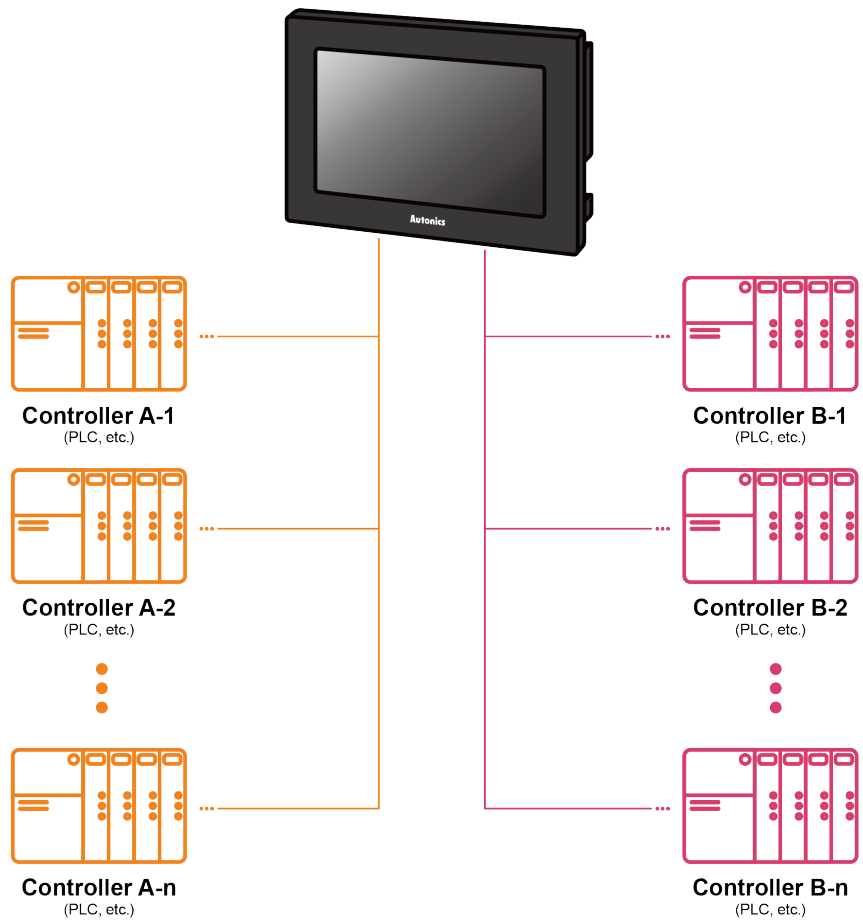 Autonics
Controller A-1
(PLC, etc.)
Controller B-1
(PLC, etc.)
Controller A-2
(PLC, etc.)
Controller B-2
(PLC, etc.)
Controller A-n
(PLC, etc.)
Controller B-n
(PLC, etc.)